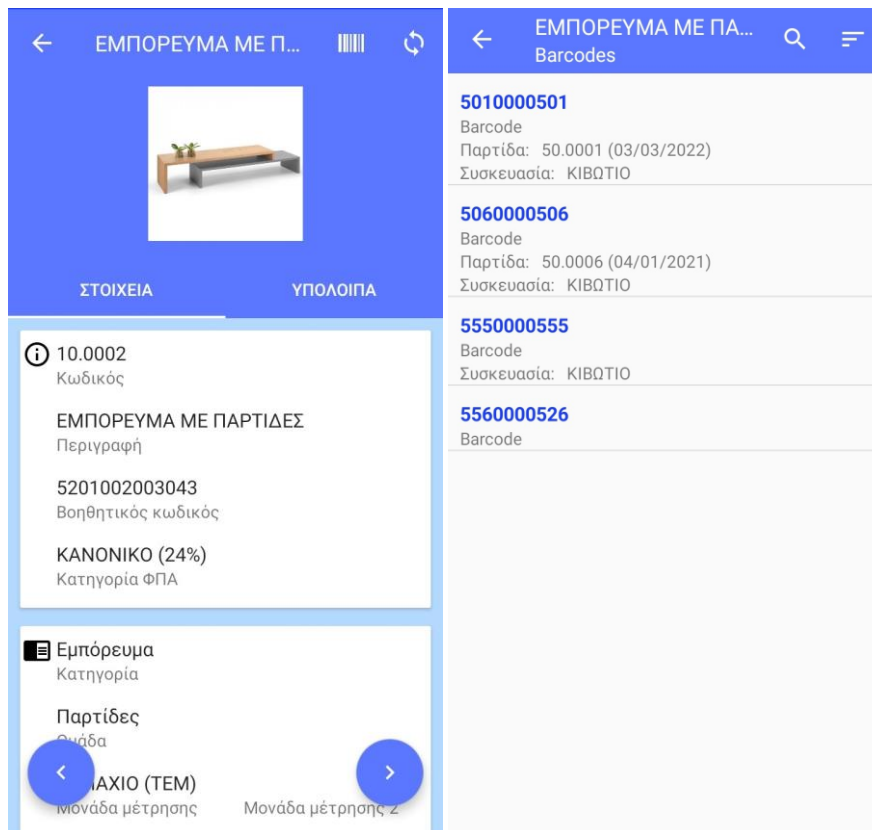 ΕΜΠΟΡΕΥΜΑ ΜΕ Π...
ΣΤΟΙΧΕΙΑ ΥΠΟΛΟΙΠΑ
10.0002
Κωδικός
ΕΜΠΟΡΕΥΜΑ ΜΕ ΠΑΡΤΙΔΕΣ
Περιγραφή
5201002003043
Βοηθητικός κωδικός
ΚΑΝΟΝΙΚΟ (24%)
Κατηγορία ΦΠΑ
Εμπόρευμα
Κατηγορία
Παρτίδες
(ΤΕΜ)
Μονάδα μέτρησης Μονάδα μέτρησης 2
ΕΜΠΟΡΕΥΜΑ ΜΕ ΠΑ...
Barcodes
5010000501
Barcode
Παρτίδα: 50.0001 (03/03/2022)
Συσκευασία: ΚΙΒΩΤΙΟ
5060000506
Barcode
Παρτίδα: 50.0006 (04/01/2021)
Συσκευασία: ΚΙΒΩΤΙΟ
5550000555
Barcode
Συσκευασία: ΚΙΒΩΤΙΟ
5560000526
Barcode